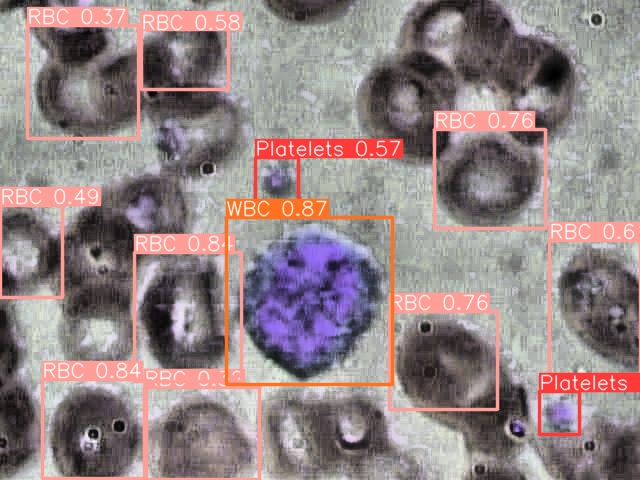 RBC 0.37
RBC 0.58
RBC 0.76
Platelets 0.57
RBC 0.49
WBC 0.87
RBC 0.6
RBC 0.84
RBC 0.76
RBC 0.84
Platelets